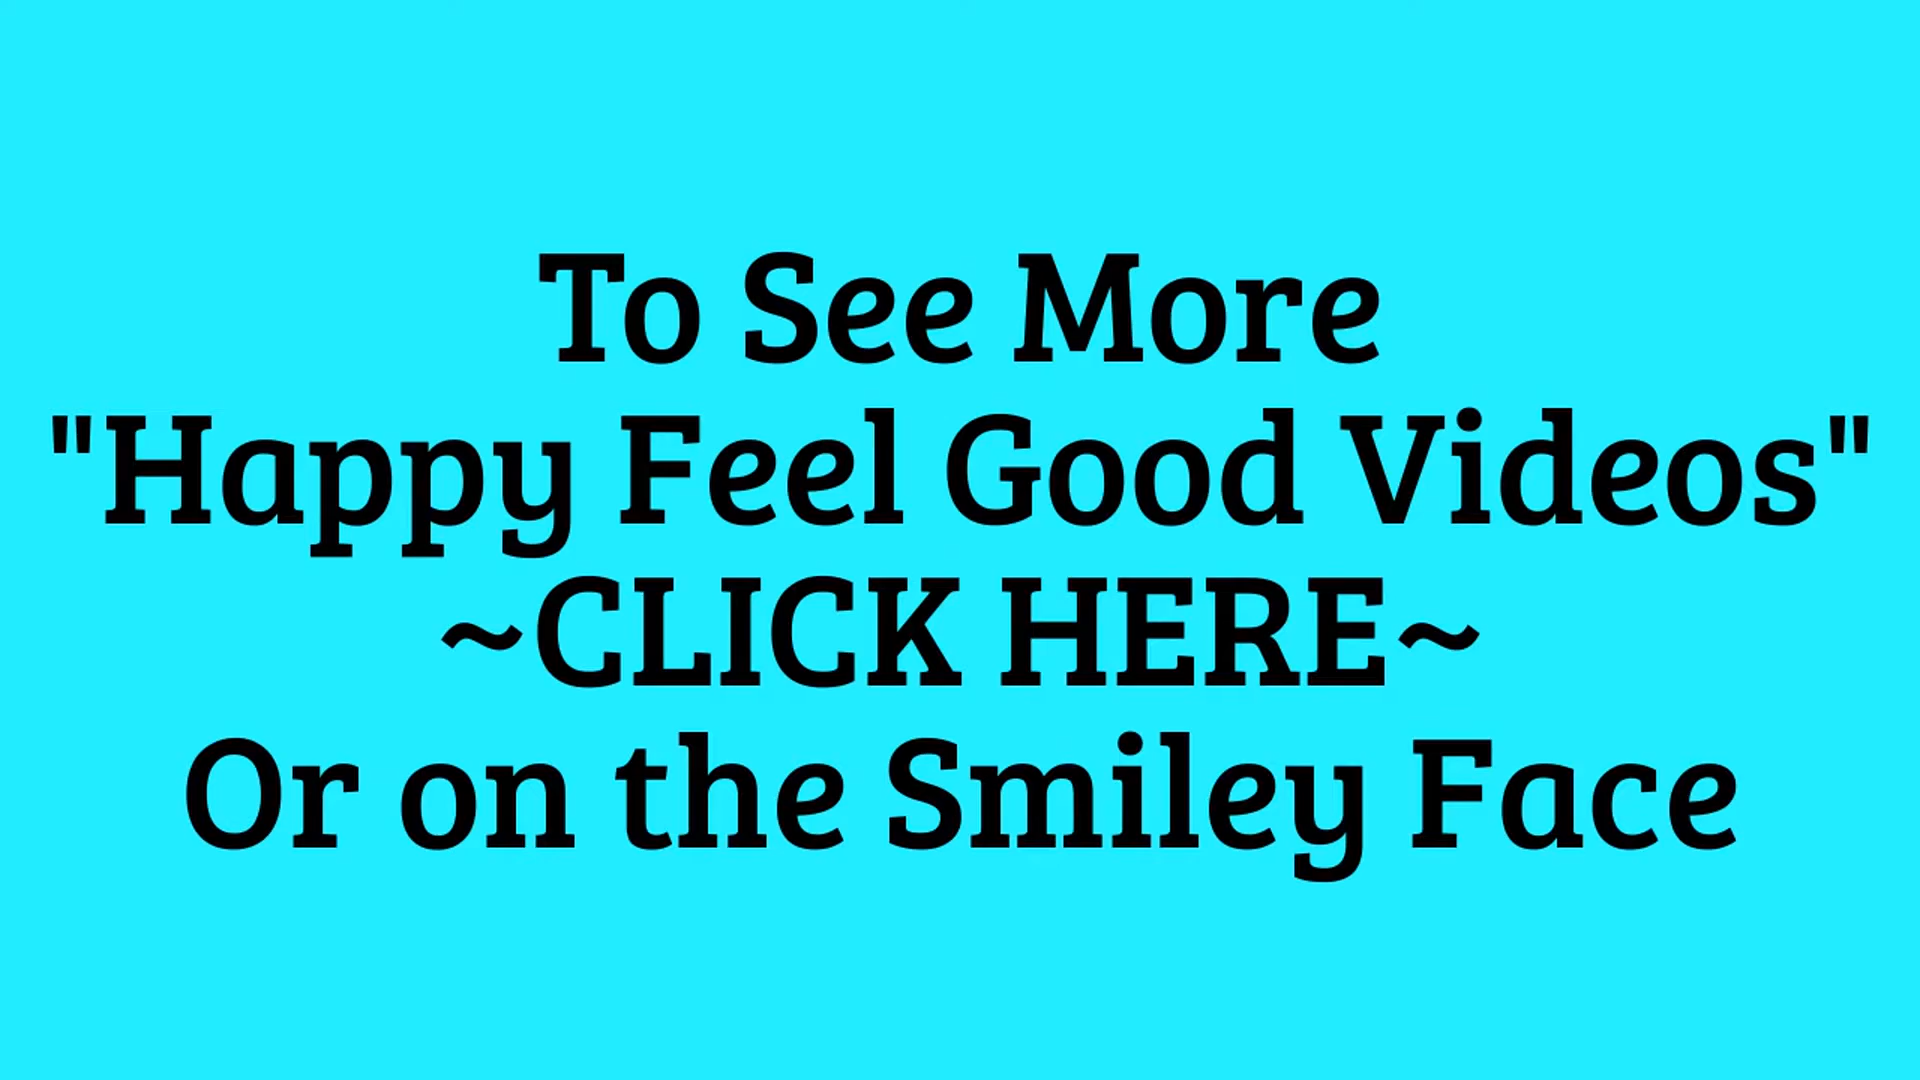 To See More
"Happy Feel Good Videos"
~CLICK HERE~
Or on the Smiley Face